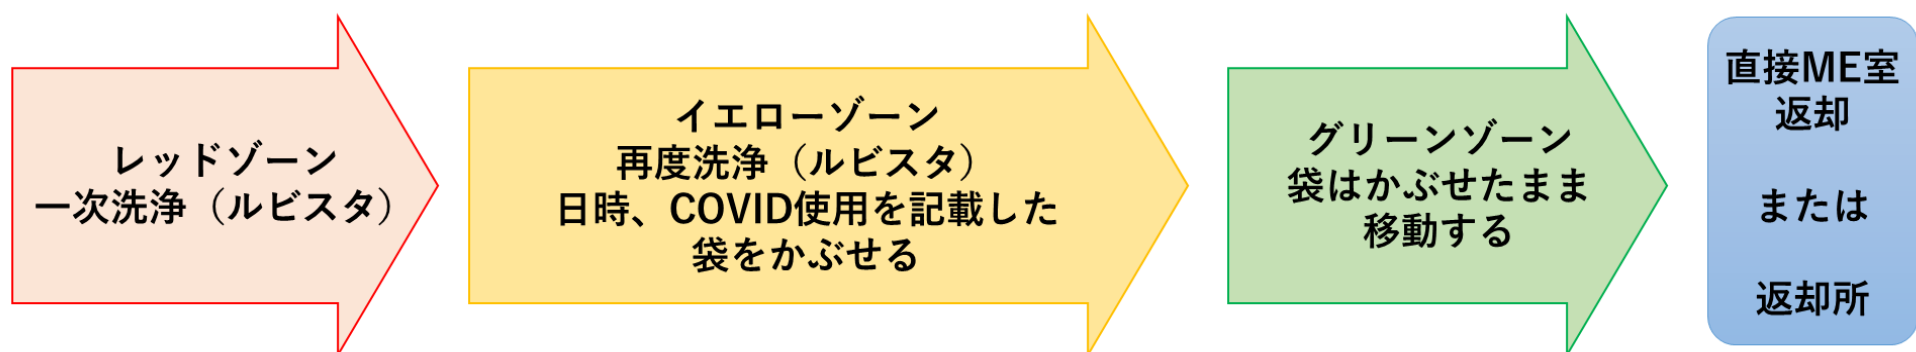 レッドゾーン
一次洗浄（ルビスタ）
イエローゾーン
再度洗浄（ルビスタ）
日時、COVID使用を記載した
袋をかぶせる
グリーンゾーン
袋はかぶせたまま
移動する
直接ME室
返却
または
返却所